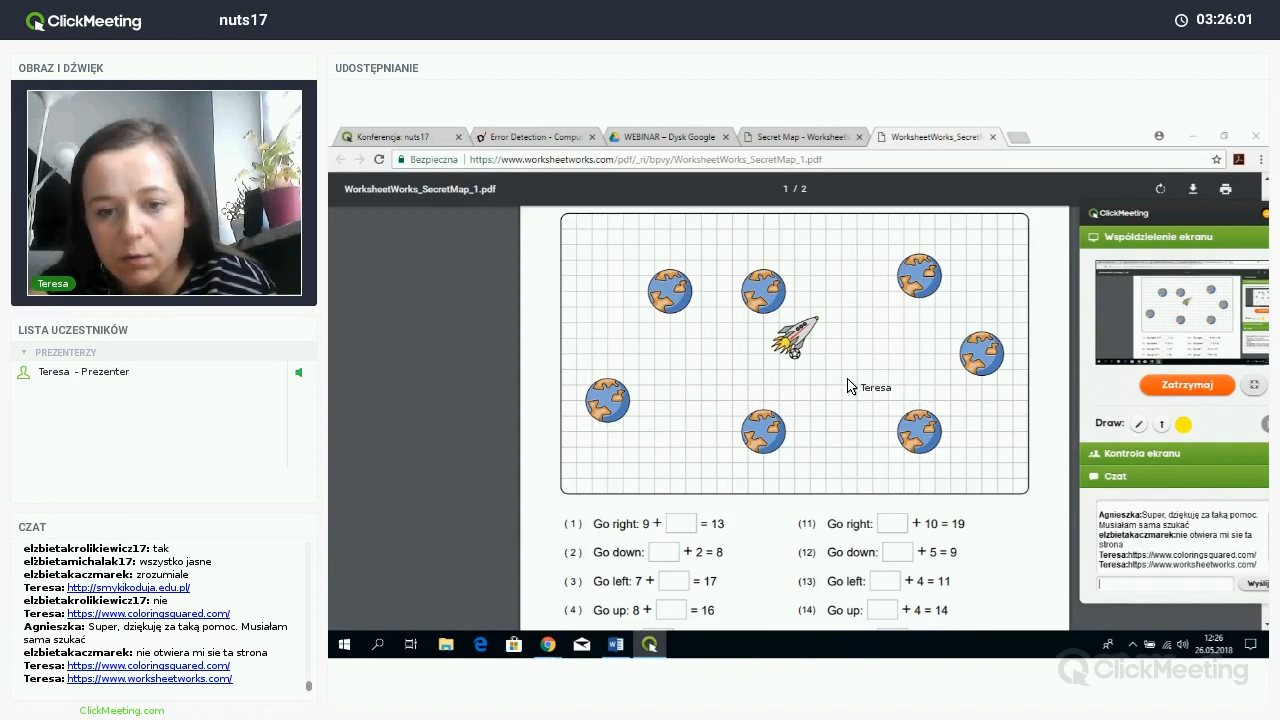 ClickMeeting
nuts17
03:26:01
OBRAZ I DŹWIĘK
Teresa
LISTA UCZESTNIKÓW
PREZENTERZY
Teresa - Prezenter
CZAT
elzbietakrolikiewicz17: tak
elżbietamichalak17: wszystko jasne
elzbietakaczmarek: zrozumiale
Teresa: http://smykikoduja.edu.pl/
elzbietakrolikiewicz17: nie
Teresa: https://www.coloringsquared.com/
Agnieszka: Super, dziękuję za taką pomoc. Musiałam
sama szukać
elzbietakaczmarek: nie otwiera mi sie ta strona
Teresa: https://www.coloringsquared.com/
Teresa: https://www.worksheetworks.com/
ClickMeeting.com
UDOSTĘPNIANIE
Konferencja: nuts17
Error Detection - Compu
WEBINAR – Dysk Google
Secret Map - Worksheet
WorksheetWorks_Secret
Bezpieczna
https://www.worksheetworks.com/pdf/_ri/bpvy/WorksheetWorks_SecretMap_1.pdf
WorksheetWorks_SecretMap_1.pdf
1 / 2
Teresa
(1) Go right: 9 + = 13
(2) Go down: + 2 = 8
(3) Go left: 7 + = 17
(4) Go up: 8 + = 16
(11) Go right: + 10 = 19
(12) Go down: + 5 = 9
(13) Go left: + 4 = 11
(14) Go up: + 4 = 14
ClickMeeting
Współdzielenie ekranu
Zatrzymaj
Draw:
Kontrola ekranu
Czat
Agnieszka:Super, dziękuję za taką pomoc.
Musiałam sama szukać
elzbietakaczmarek:nie otwiera mi sie ta
strona
Teresa:https://www.coloringsquared.com/
Teresa:https://www.worksheetworks.com/
Wyślij
12:26
26.05.2018
ClickMeeting